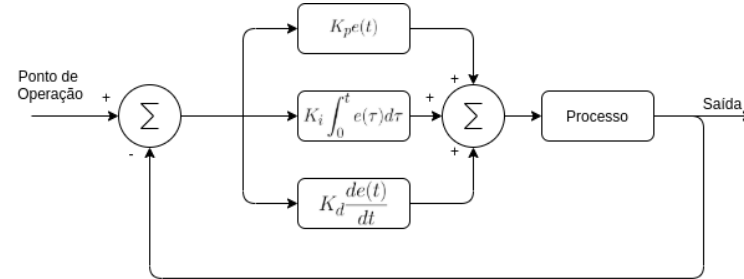 K_p e(t)
Ponto de
Operação
+
+
Σ
K_i ∫_0^t e(τ)dτ
+
Σ
Processo
Saída
-
+
K_d de(t)/dt